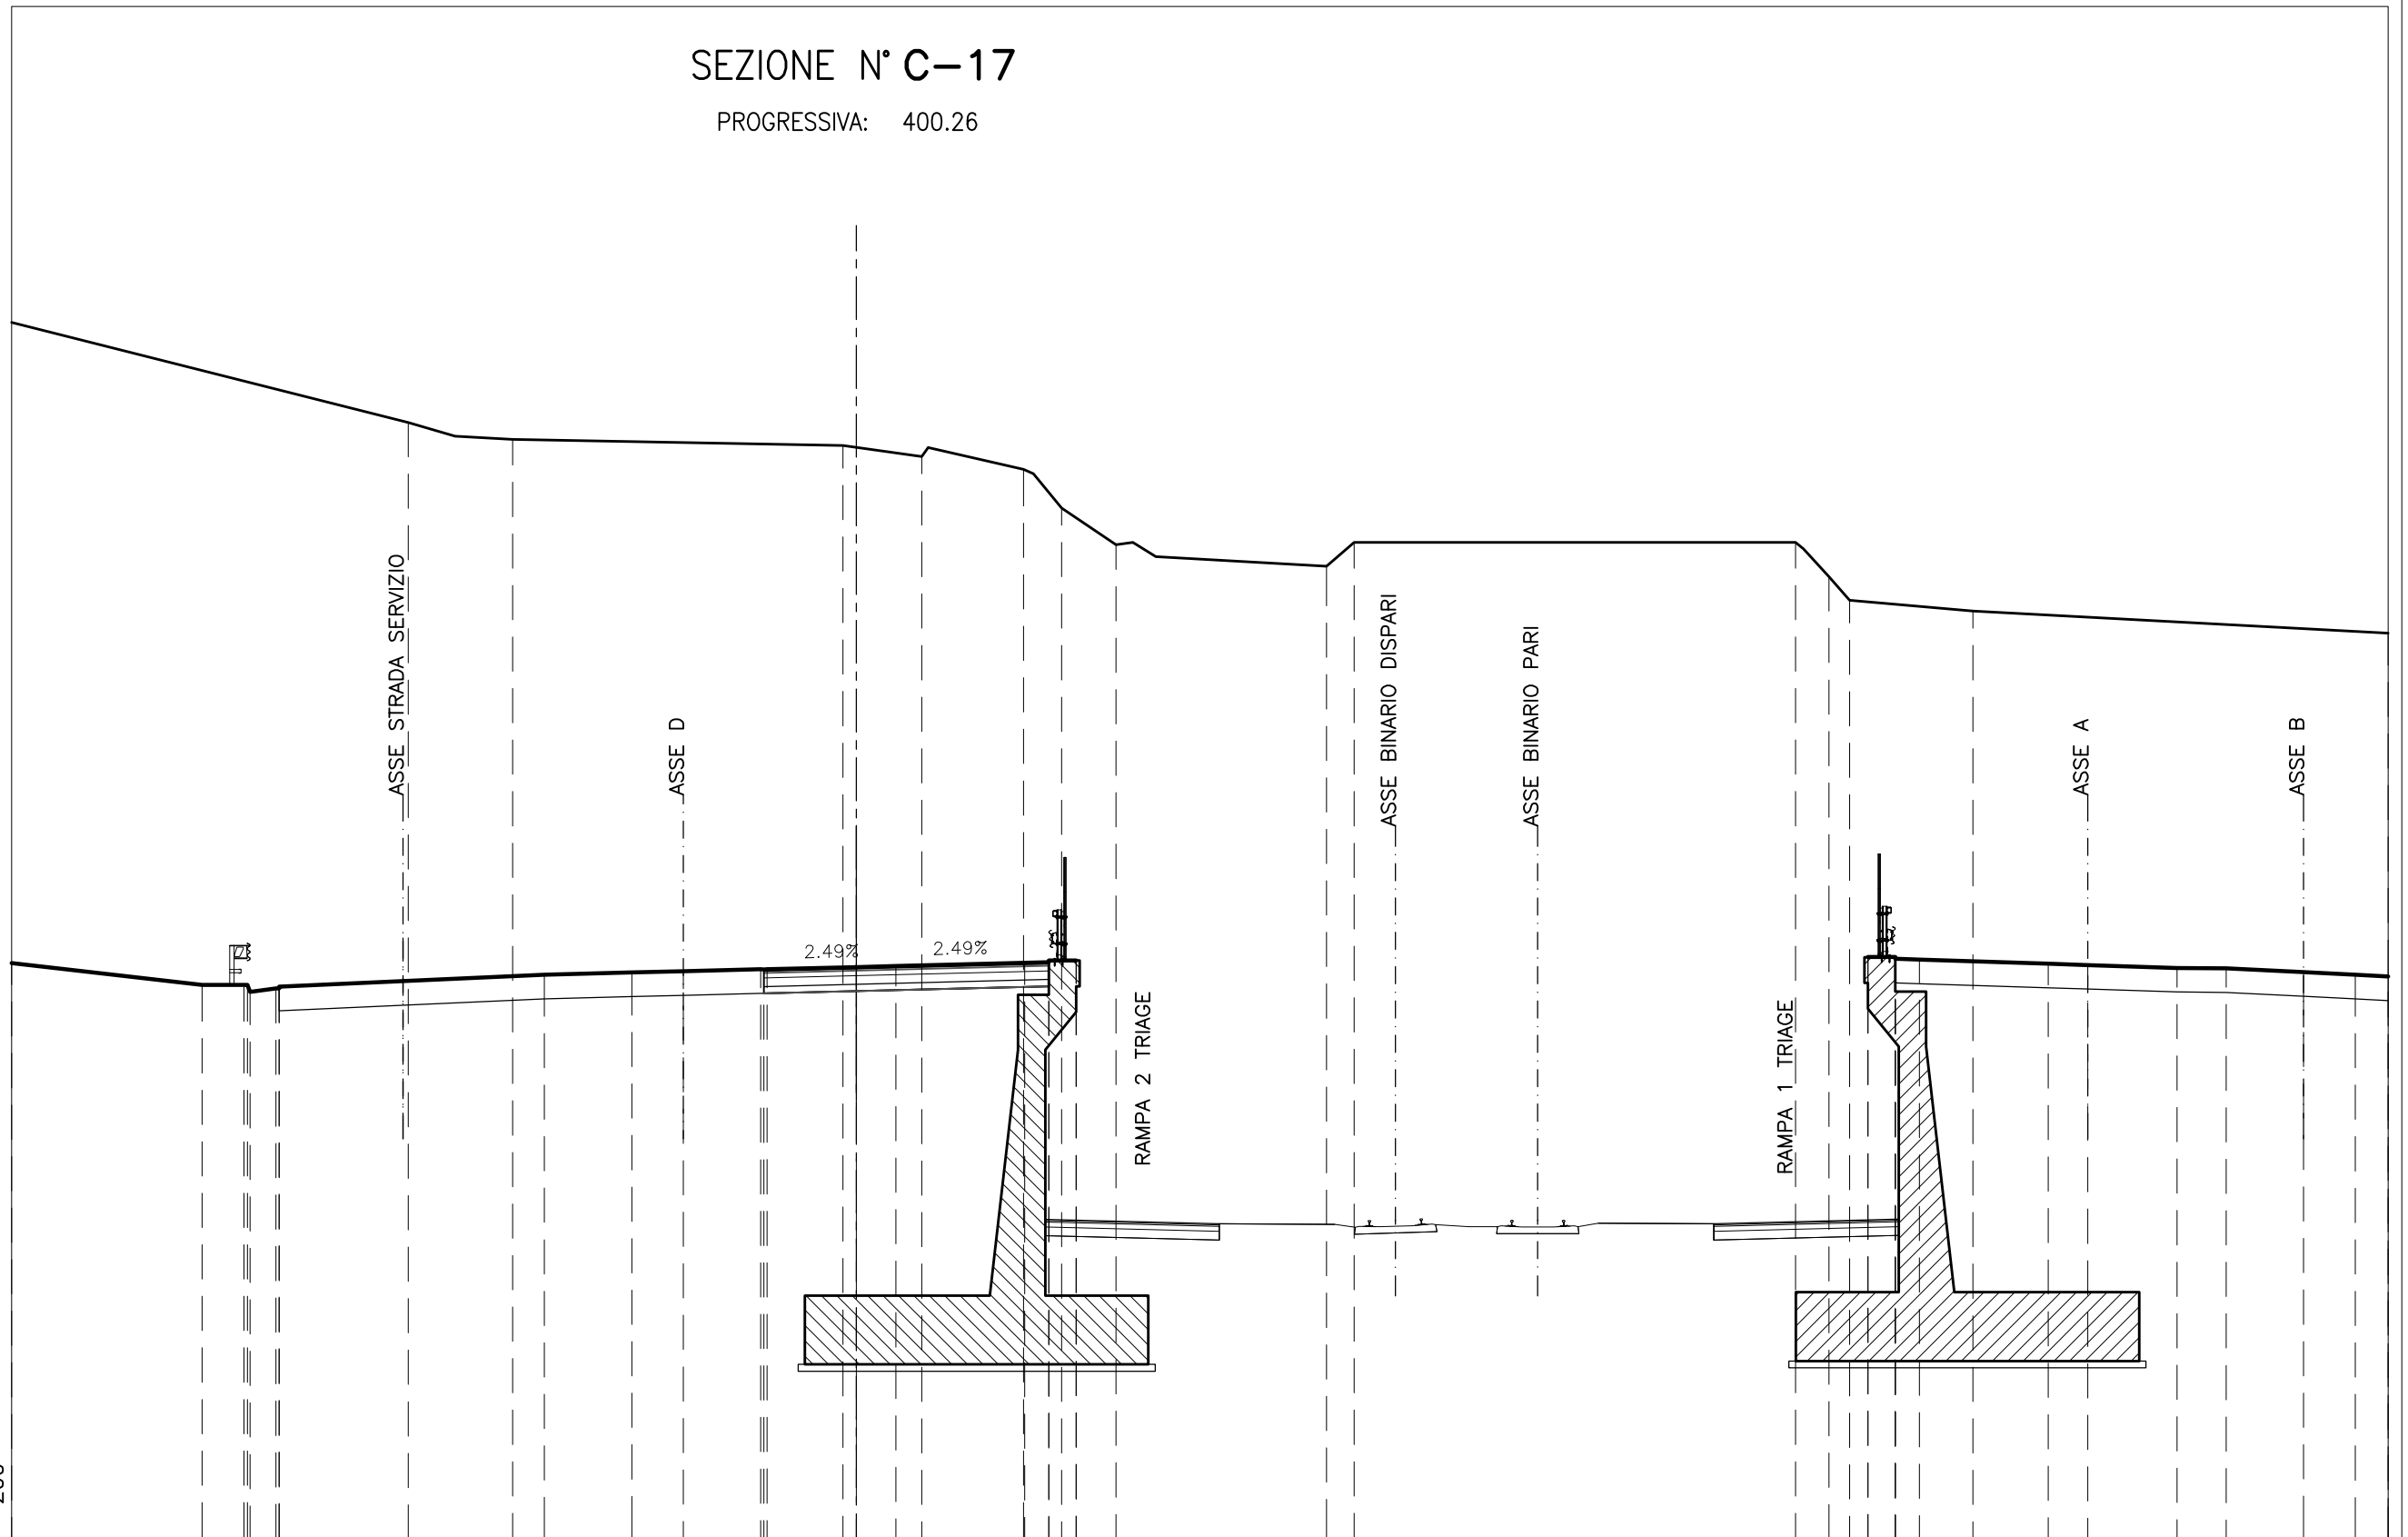 SEZIONE N° C-17
PROGRESSIVA: 400.26
ASSE STRADA SERVIZIO
ASSE D
ASSE BINARIO DISPARI
ASSE BINARIO PARI
ASSE A
ASSE B
2.49%
2.49%
RAMPA 2 TRIAGE
RAMPA 1 TRIAGE